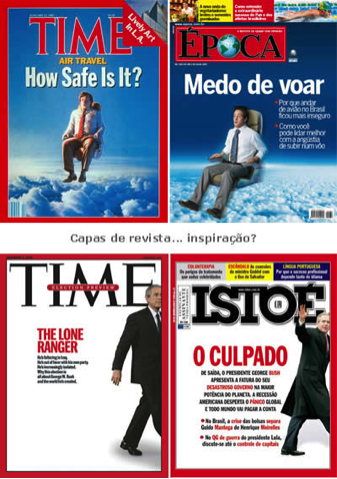 Lively Art
in L.A.
TIME
AIR TRAVEL
How Safe Is It?
ÉPOCA
Medo de voar
Por que andar
de avião no Brasil
ficou mais inseguro
Como você
pode lidar melhor
com a angústia
de subir num vôo
Capas de revista... inspiração?
TIME
ELECTION PREVIEW
THE LONE
RANGER
COLONTERAPIA
ESCÂNDALO
LÍNGUA PORTUGUESA
ISTOÉ
O CULPADO
DE SAÍDA, O PRESIDENTE GEORGE BUSH
APRESENTA A FATURA DO SEU
DESASTROSO GOVERNO NA MAIOR
POTÊNCIA DO PLANETA. A RECESSÃO
AMERICANA DESPERTA O PÂNICO GLOBAL
E TODO MUNDO VAI PAGAR A CONTA
No Brasil, a crise das bolsas separa
Guido Mantega de Henrique Meirelles
No QG de guerra do presidente Lula,
discute-se até o controle de capitais